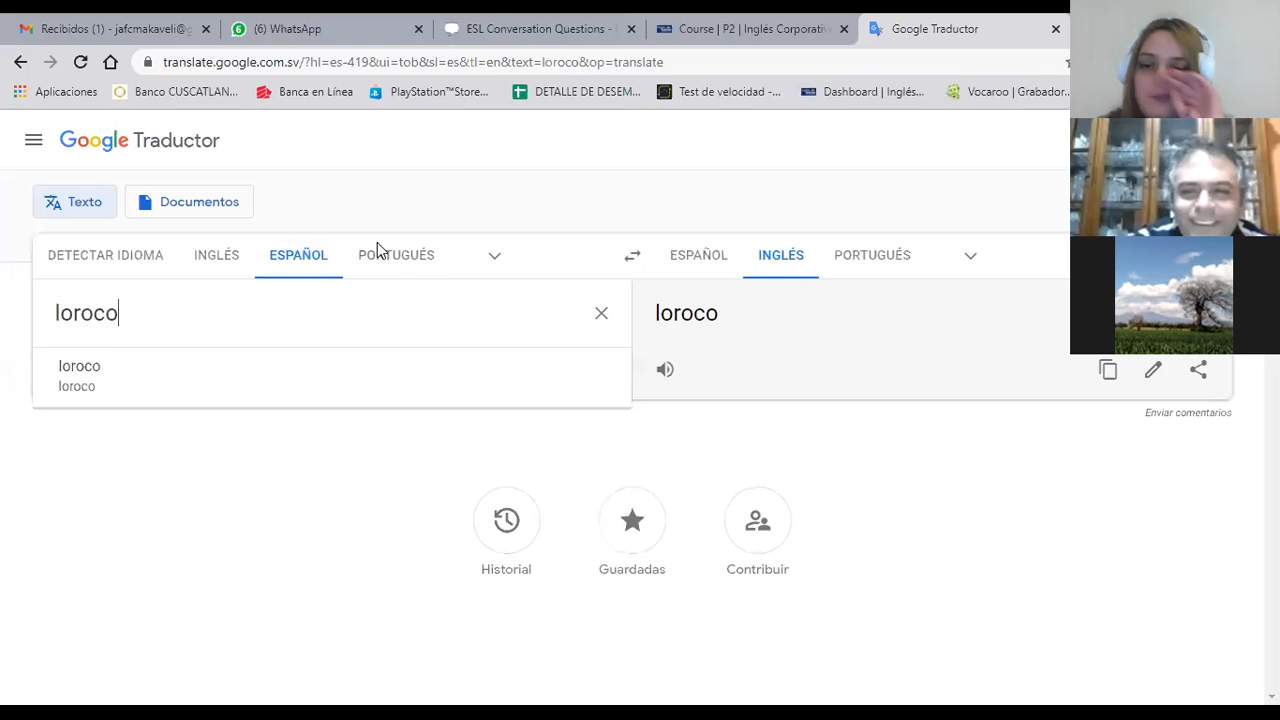 Recibidos (1) - jafcmakaveli@g
(6) WhatsApp
ESL Conversation Questions -
Course | P2 | Inglés Corporativ
Google Traductor
translate.google.com.sv/?hl=es-419&ui=tob&sl=es&tl=en&text=loroco&op=translate
Aplicaciones
Banco CUSCATLAN...
Banca en Línea
PlayStation™Store...
DETALLE DE DESEM...
Test de velocidad -...
Dashboard | Inglés...
Vocaroo | Grabador...
Google Traductor
Texto
Documentos
DETECTAR IDIOMA
INGLÉS
ESPAÑOL
PORTUGUÉS
ESPAÑOL
INGLÉS
PORTUGUÉS
loroco
loroco
loroco
loroco
Enviar comentarios
Historial
Guardadas
Contribuir